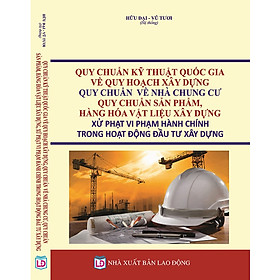 HỮU ĐẠI - VŨ TƯƠI
(Hệ thống)
QUY CHUẨN KỸ THUẬT QUỐC GIA
VỀ QUY HOẠCH XÂY DỰNG
QUY CHUẨN VỀ NHÀ CHUNG CƯ
QUY CHUẨN SẢN PHẨM,
HÀNG HÓA VẬT LIỆU XÂY DỰNG
XỬ PHẠT VI PHẠM HÀNH CHÍNH
TRONG HOẠT ĐỘNG ĐẦU TƯ XÂY DỰNG
NHÀ XUẤT BẢN LAO ĐỘNG